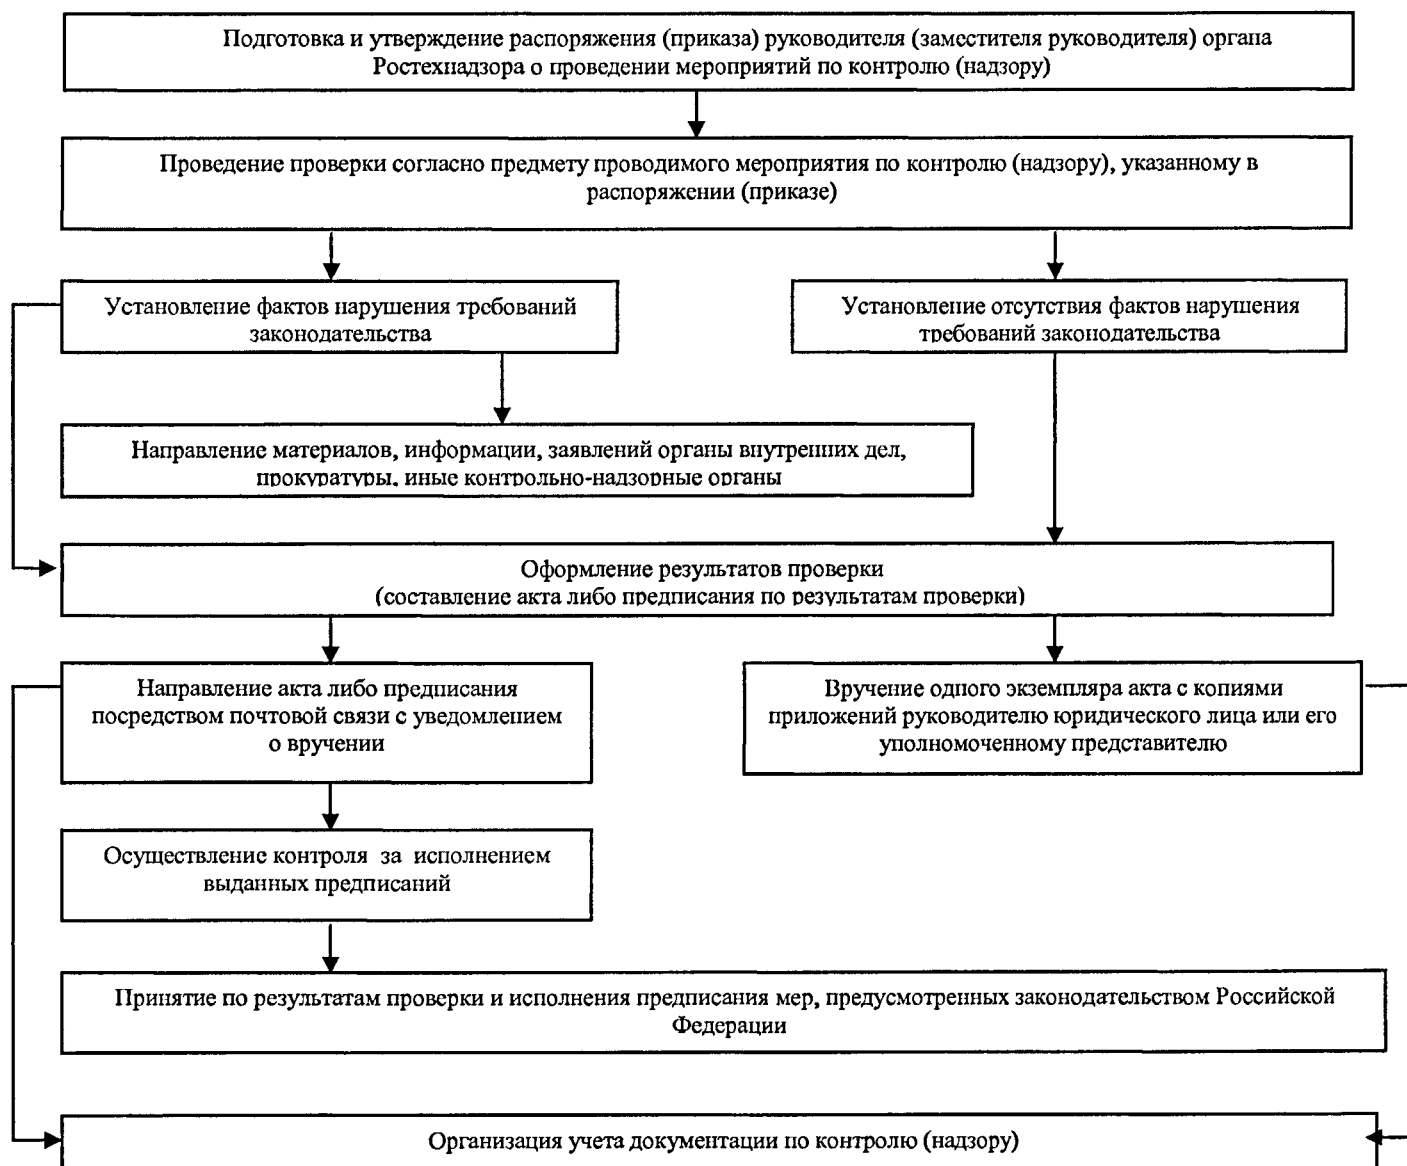 Подготовка и утверждение распоряжения (приказа) руководителя (заместителя руководителя) органа
Ростехнадзора о проведении мероприятий по контролю (надзору)
Проведение проверки согласно предмету проводимого мероприятия по контролю (надзору), указанному в
распоряжении (приказе)
Установление фактов нарушения требований
законодательства
Установление отсутствия фактов нарушения
требований законодательства
Направление материалов, информации, заявлений органы внутренних дел,
прокуратуры, иные контрольно-надзорные органы
Оформление результатов проверки
(составление акта либо предписания по результатам проверки)
Направление акта либо предписания
посредством почтовой связи с уведомлением
о вручении
Вручение одного экземпляра акта с копиями
приложений руководителю юридического лица или его
уполномоченному представителю
Осуществление контроля за исполнением
выданных предписаний
Принятие по результатам проверки и исполнения предписания мер, предусмотренных законодательством Российской
Федерации
Организация учета документации по контролю (надзору)